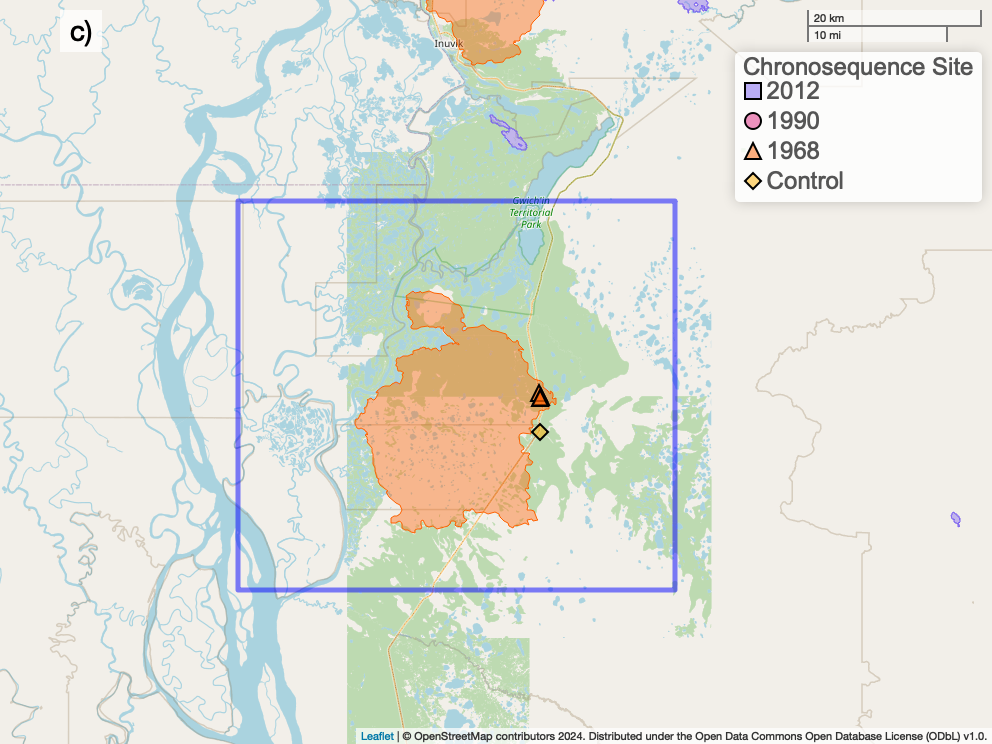 c)
Inuvik
20 km
10 mi
Chronosequence Site
2012
1990
1968
Control
Gwich'in
Territorial
Park
Leaflet | © OpenStreetMap contributors 2024. Distributed under the Open Data Commons Open Database License (ODbL) v1.0.